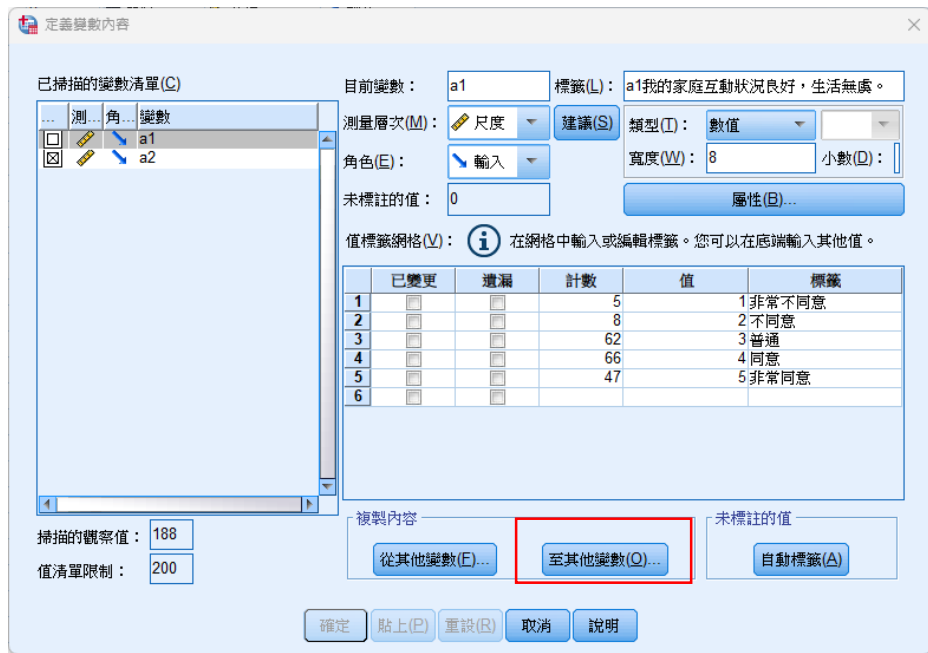 定義變數內容
已掃描的變數清單(C)
... 測... 角... 變數
a1
a2
掃描的觀察值： 188
值清單限制： 200
目前變數： a1 標籤(L)： a1我的家庭互動狀況良好，生活無虞。
測量層次(M)： 尺度 建議(S) 類型(T)： 數值
角色(E)： 輸入 寬度(W)： 8 小數(D)：
未標註的值： 0 屬性(B)...
值標籤網格(V)： 在網格中輸入或編輯標籤。您可以在底端輸入其他值。
已變更 遺漏 計數 值 標籤
1 5 1 非常不同意
2 8 2 不同意
3 62 3 普通
4 66 4 同意
5 47 5 非常同意
6
複製內容 未標註的值
從其他變數(F)... 至其他變數(O)... 自動標籤(A)
確定 貼上(P) 重設(R) 取消 說明